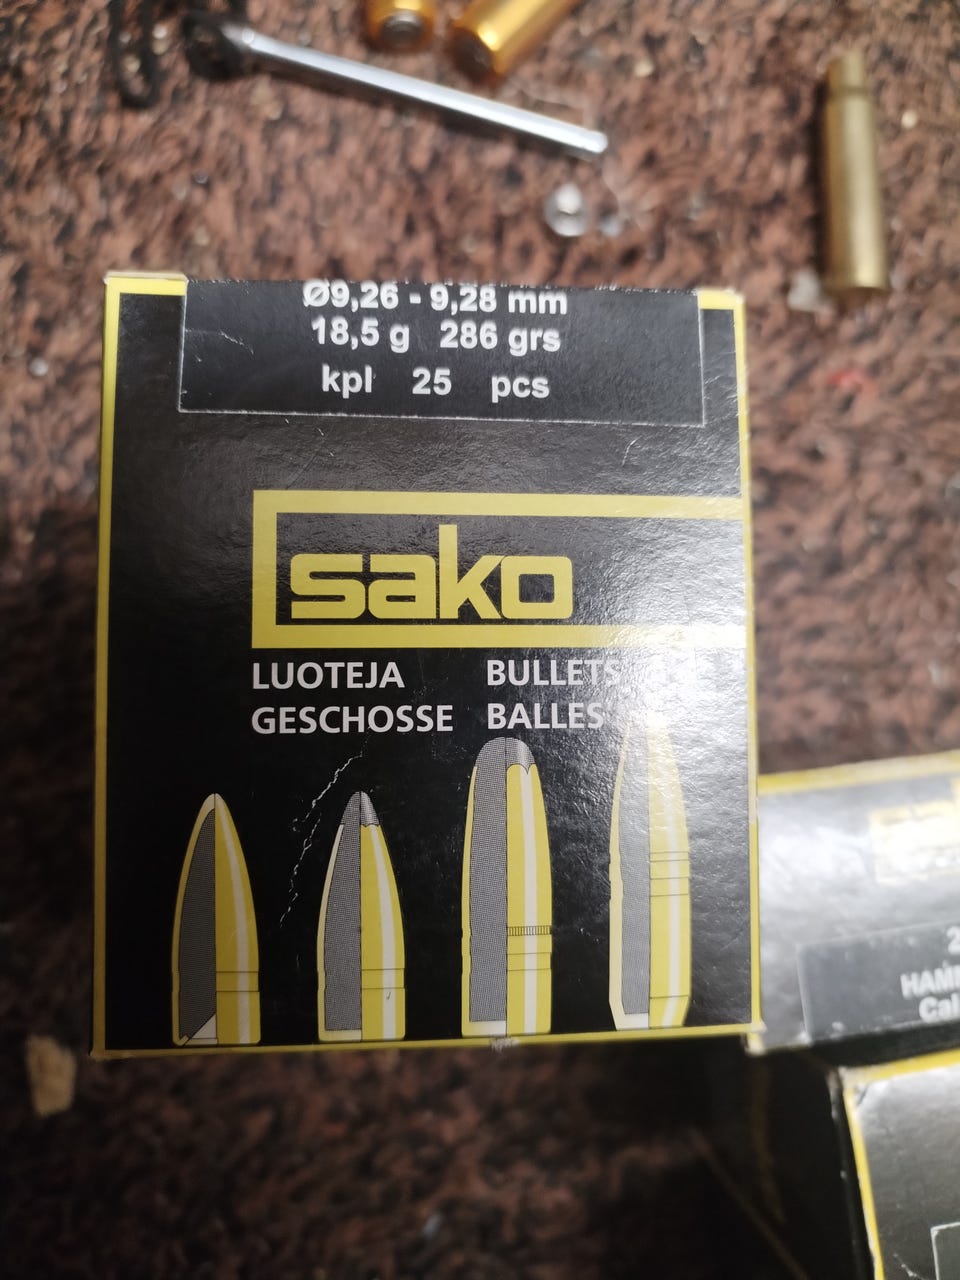 Ø9,26 - 9,28 mm
18,5 g 286 grs
kpl 25 pcs
sako
LUOTEJA BULLETS
GESCHOSSE BALLES